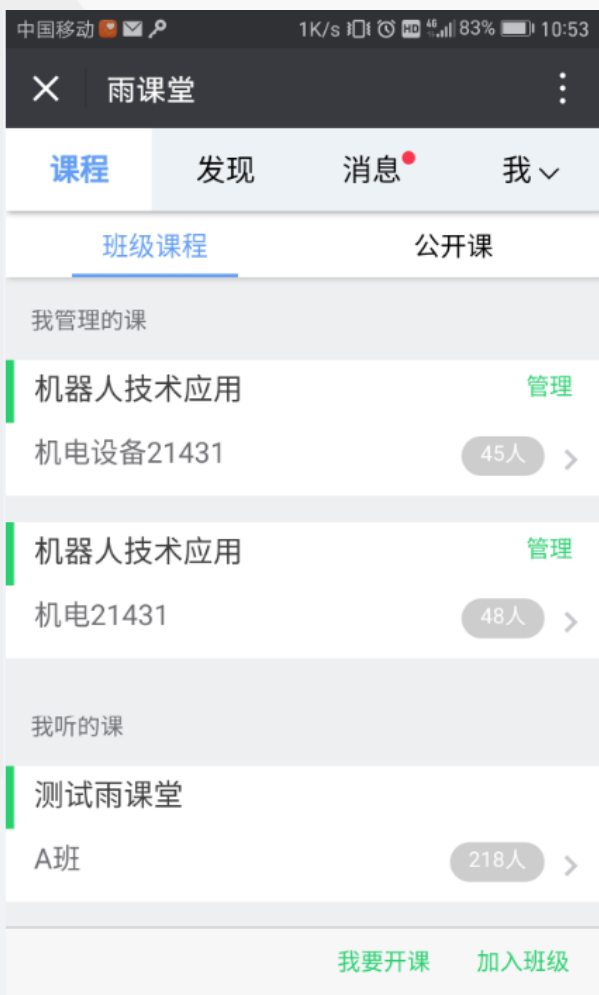 中国移动 1K/s HD 4G 83% 10:53
雨课堂
课程 发现 消息 我
班级课程 公开课
我管理的课
机器人技术应用 管理
机电设备21431 45人
机器人技术应用 管理
机电21431 48人
我听的课
测试雨课堂
A班 218人
我要开课 加入班级